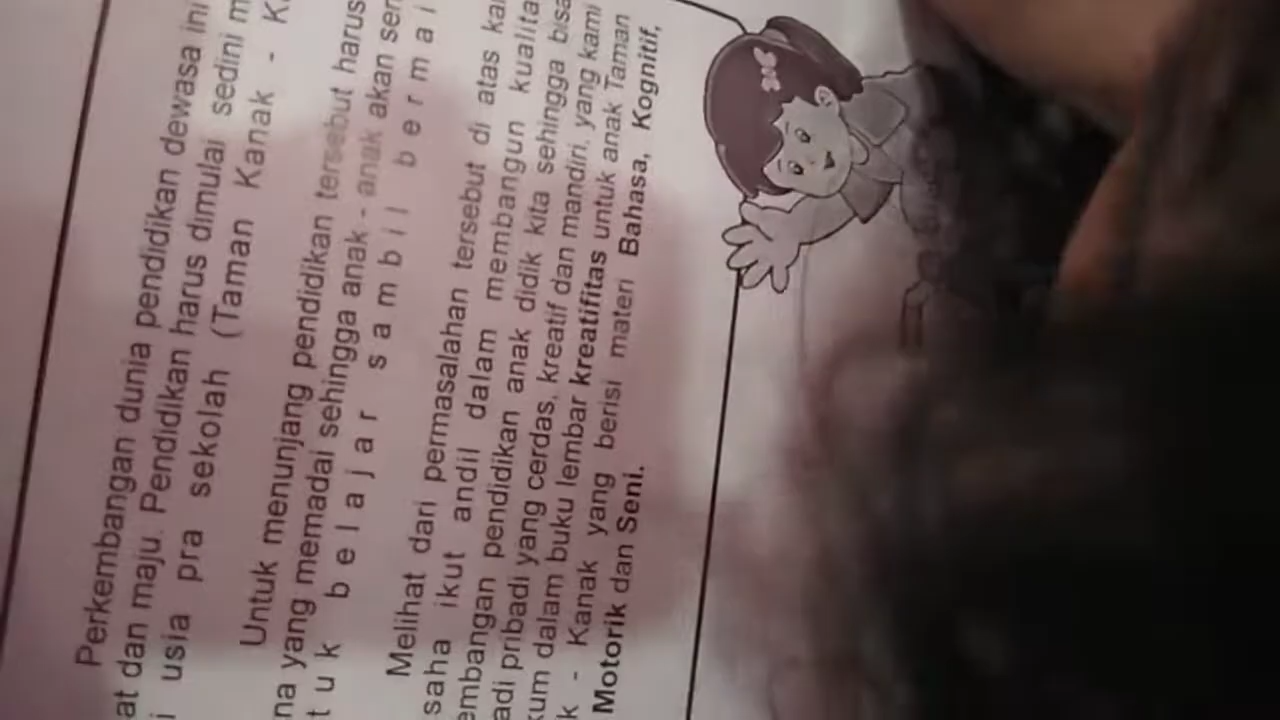 Perkembangan dunia pendidikan dewasa ini
at dan maju. Pendidikan harus dimulai sedini m
i usia pra sekolah (Taman Kanak - K
Untuk menunjang pendidikan tersebut harus
na yang memadai sehingga anak - anak akan ser
t u k b e l a j a r s a m b i l b e r m a i
Melihat dari permasalahan tersebut di atas ka
saha ikut andil dalam membangun kualita
embangan pendidikan anak didik kita sehingga bisa
adi pribadi yang cerdas, kreatif dan mandiri, yang kami
kum dalam buku lembar kreatifitas untuk anak Taman
k - Kanak yang berisi materi Bahasa, Kognitif,
Motorik dan Seni.